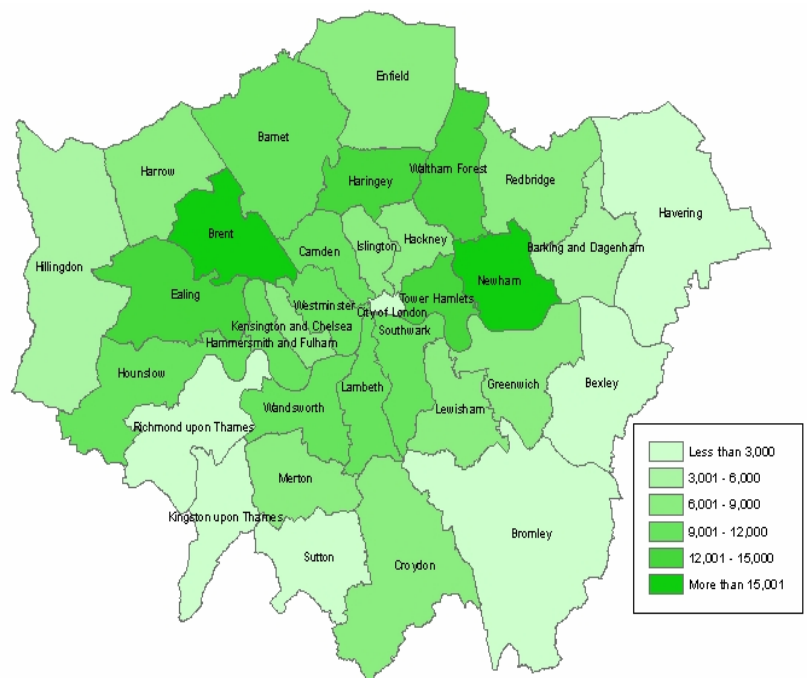 Enfield
Barnet
Harrow
Haringey
Waltham Forest
Redbridge
Havering
Brent
Hillingdon
Camden
Islington
Hackney
Barking and Dagenham
Newham
Ealing
Westminster
Tower Hamlets
City of London
Kensington and Chelsea
Southwark
Hammersmith and Fulham
Hounslow
Lambeth
Greenwich
Bexley
Wandsworth
Lewisham
Richmond upon Thames
Merton
Kingston upon Thames
Sutton
Croydon
Bromley
Less than 3,000
3,001 - 6,000
6,001 - 9,000
9,001 - 12,000
12,001 - 15,000
More than 15,001